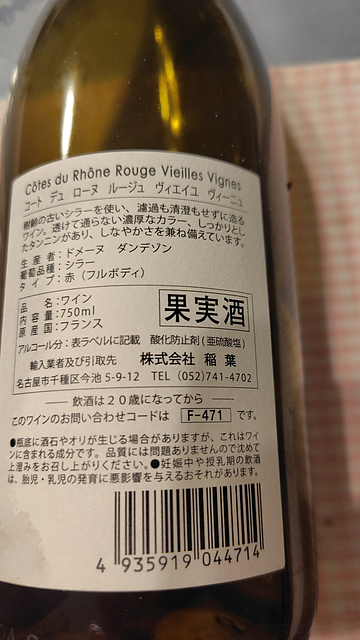 Côtes du Rhône Rouge Vieilles Vignes
コート デュ ローヌ ルージュ ヴィエイユ ヴィーニュ
樹齢の古いシラーを使い、濾過も清澄もせずに造る
ワイン。透けて通らない濃厚なカラー、しっかりとし
たタンニンがあり、しなやかさを兼ね備えています。
生産者:ドメーヌ ダンデゾン
葡萄品種:シラー
タイプ:赤（フルボディ）
品名:ワイン
内容量:750ml
原産国:フランス
果実酒
アルコール分:表ラベルに記載 酸化防止剤(亜硫酸塩)
輸入業者及び引取先 株式会社 稲葉
名古屋市千種区今池 5-9-12 TEL (052)741-4702
飲酒は20歳になってから
このワインのお問い合わせコードは F-471 です。
●瓶底に酒石やオリが生じる場合がありますが、これはワイ
ンに含まれる成分です。品質には問題ありませんので沈めて
上澄みをお召し上がりください。●妊娠中や授乳期の飲酒
は、胎児・乳児の発育に悪影響を与えるおそれがあります。
4 935919 044714